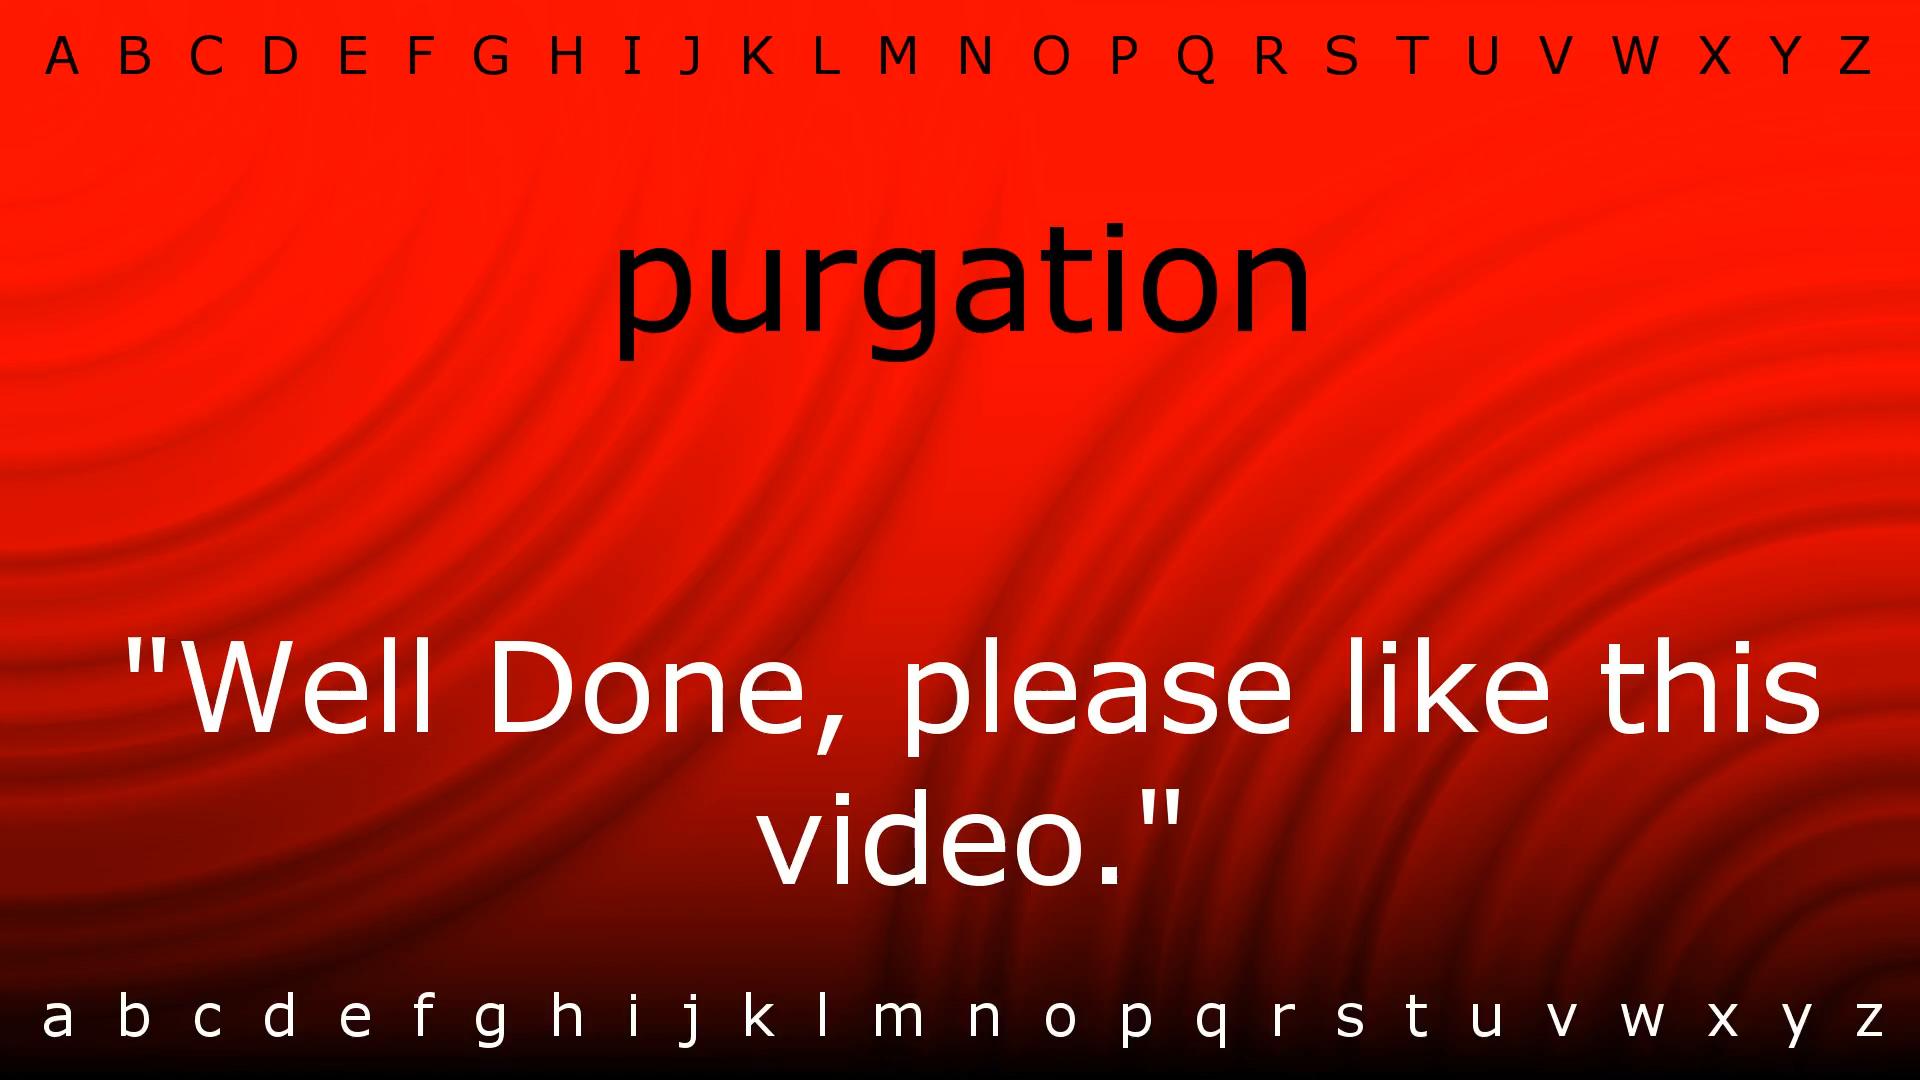 A B C D E F G H I J K L M N O P Q R S T U V W X Y Z
purgation
"Well Done, please like this
video."
a b c d e f g h i j k l m n o p q r s t u v w x y z